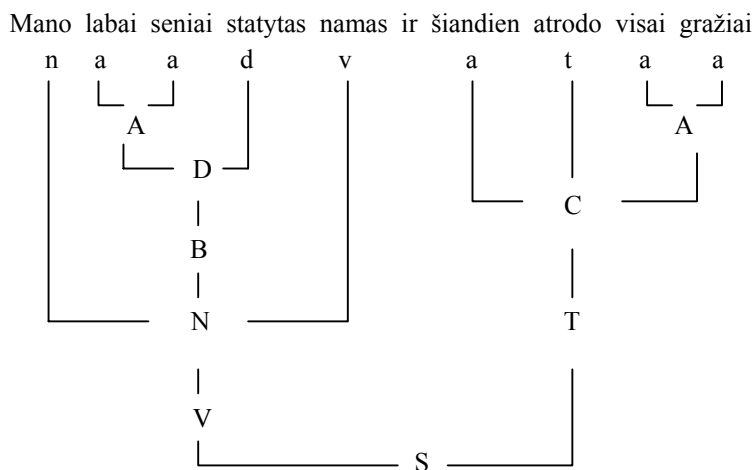 Mano labai seniai statytas namas ir šiandien atrodo visai gražiai
n a a d v a t a a
A A
D
C
B
N T
V
S